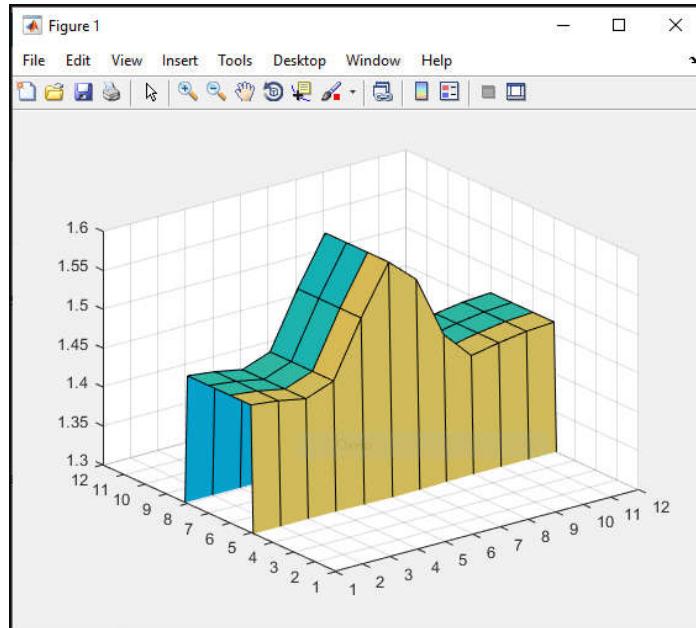 Figure 1
File Edit View Insert Tools Desktop Window Help
1.6
1.55
1.5
1.45
1.4
1.35
1.3
12 11 10 9 8 7 6 5 4 3 2 1
1 2 3 4 5 6 7 8 9 10 11 12